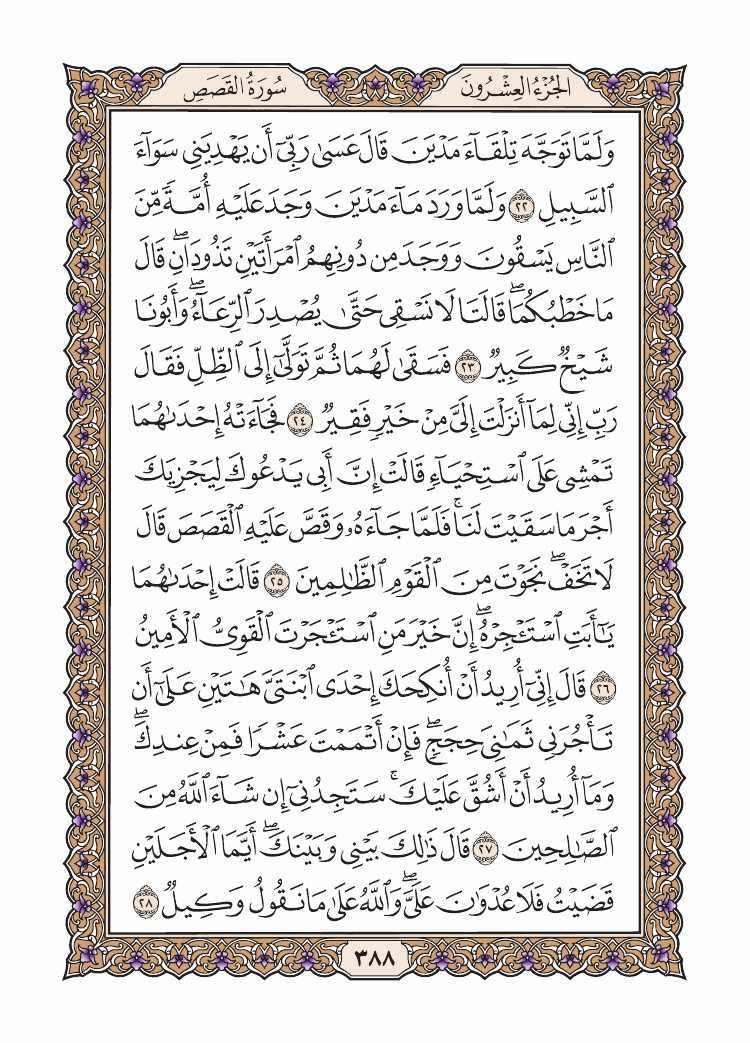 الجُزْءُ العِشْرُونَ
سُورَةُ القَصَصِ
وَلَمَّا تَوَجَّهَ تِلْقَآءَ مَدْيَنَ قَالَ عَسَىٰ رَبِّىٓ أَن يَهْدِيَنِى سَوَآءَ
ٱلسَّبِيلِ ٢٢ وَلَمَّا وَرَدَ مَآءَ مَدْيَنَ وَجَدَ عَلَيْهِ أُمَّةً مِّنَ
ٱلنَّاسِ يَسْقُونَ وَوَجَدَ مِن دُونِهِمُ ٱمْرَأَتَيْنِ تَذُودَانِۖ قَالَ
مَا خَطْبُكُمَاۖ قَالَتَا لَا نَسْقِى حَتَّىٰ يُصْدِرَ ٱلرِّعَآءُۖ وَأَبُونَا
شَيْخٌ كَبِيرٌ ٢٣ فَسَقَىٰ لَهُمَا ثُمَّ تَوَلَّىٰٓ إِلَى ٱلظِّلِّ فَقَالَ
رَبِّ إِنِّى لِمَآ أَنزَلْتَ إِلَىَّ مِنْ خَيْرٍ فَقِيرٌ ٢٤ فَجَآءَتْهُ إِحْدَىٰهُمَا
تَمْشِى عَلَى ٱسْتِحْيَآءٍ قَالَتْ إِنَّ أَبِى يَدْعُوكَ لِيَجْزِيَكَ
أَجْرَ مَا سَقَيْتَ لَنَاۚ فَلَمَّا جَآءَهُۥ وَقَصَّ عَلَيْهِ ٱلْقَصَصَ قَالَ
لَا تَخَفْۖ نَجَوْتَ مِنَ ٱلْقَوْمِ ٱلظَّٰلِمِينَ ٢٥ قَالَتْ إِحْدَىٰهُمَا
يَٰٓأَبَتِ ٱسْتَـْٔجِرْهُۖ إِنَّ خَيْرَ مَنِ ٱسْتَـْٔجَرْتَ ٱلْقَوِىُّ ٱلْأَمِينُ
٢٦ قَالَ إِنِّىٓ أُرِيدُ أَنْ أُنكِحَكَ إِحْدَى ٱبْنَتَىَّ هَٰتَيْنِ عَلَىٰٓ أَن
تَأْجُرَنِى ثَمَٰنِىَ حِجَجٍۖ فَإِنْ أَتْمَمْتَ عَشْرًا فَمِنْ عِندِكَۖ
وَمَآ أُرِيدُ أَنْ أَشُقَّ عَلَيْكَۚ سَتَجِدُنِىٓ إِن شَآءَ ٱللَّهُ مِنَ
ٱلصَّٰلِحِينَ ٢٧ قَالَ ذَٰلِكَ بَيْنِى وَبَيْنَكَۖ أَيَّمَا ٱلْأَجَلَيْنِ
قَضَيْتُ فَلَا عُدْوَٰنَ عَلَىَّۖ وَٱللَّهُ عَلَىٰ مَا نَقُولُ وَكِيلٌ ٢٨
٣٨٨